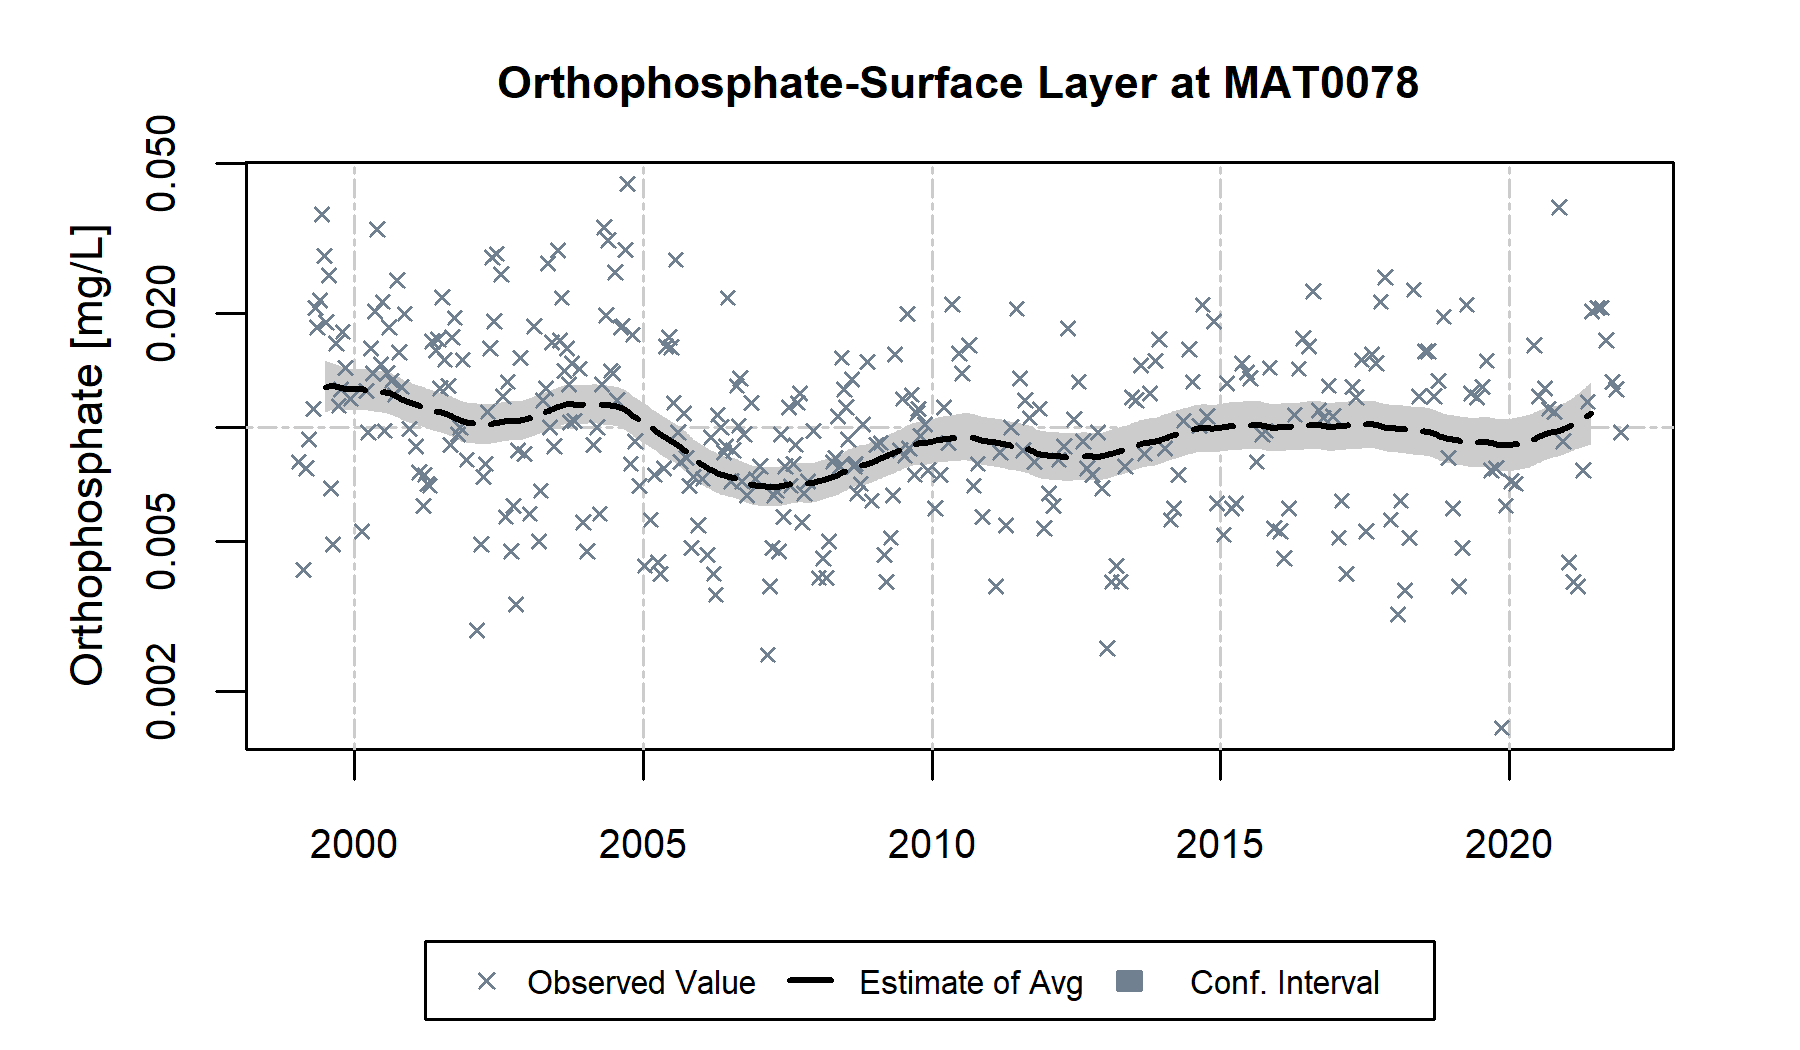 Orthophosphate-Surface Layer at MAT0078
Orthophosphate [mg/L]
0.050
0.020
0.005
0.002
2000 2005 2010 2015 2020
Observed Value Estimate of Avg Conf. Interval